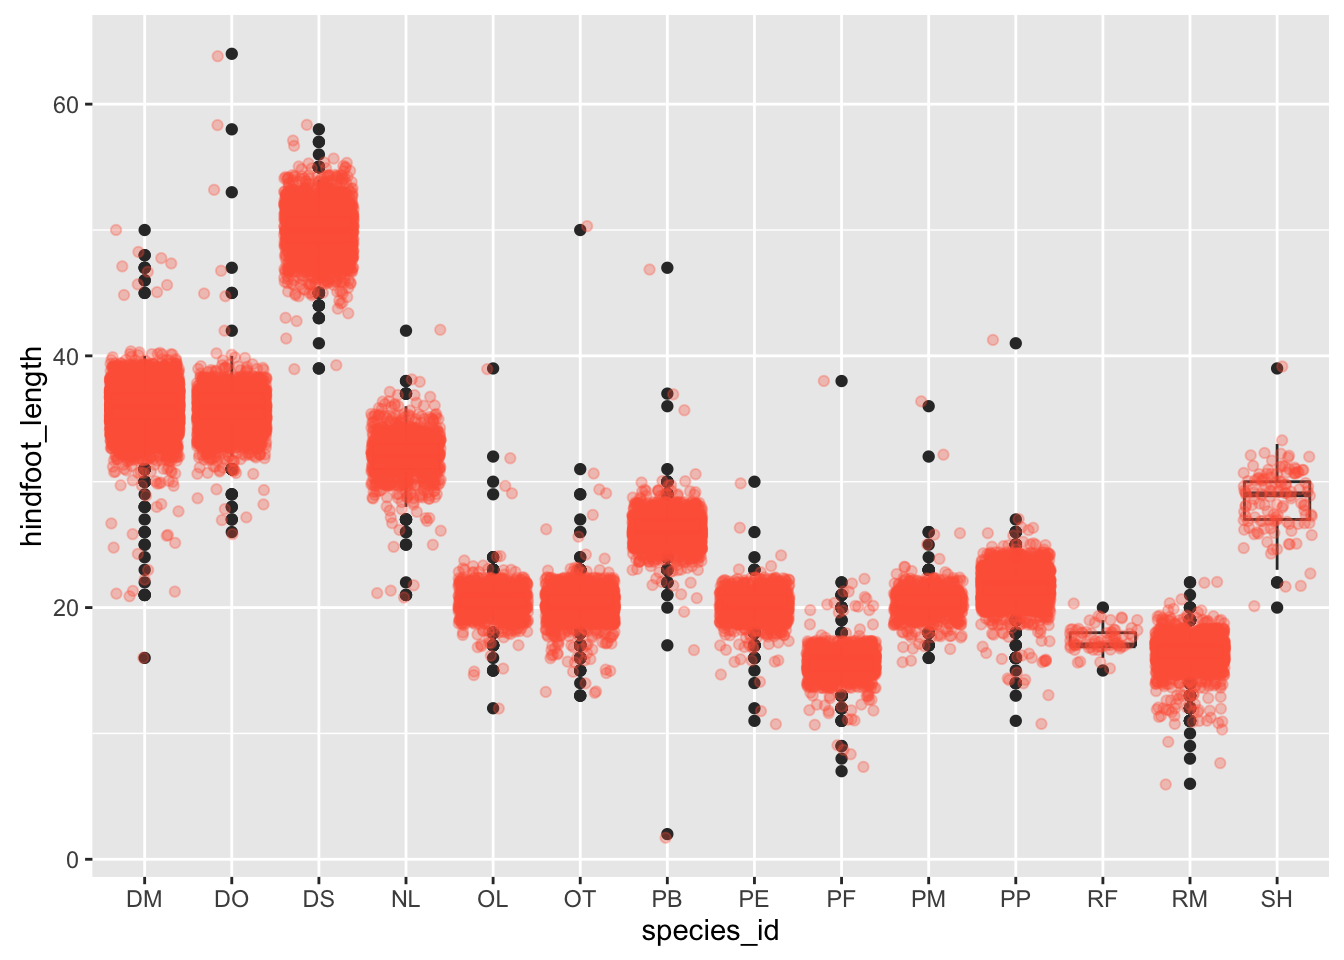 hindfoot_length
60
40
20
0
DM DO DS NL OL OT PB PE PF PM PP RF RM SH
species_id